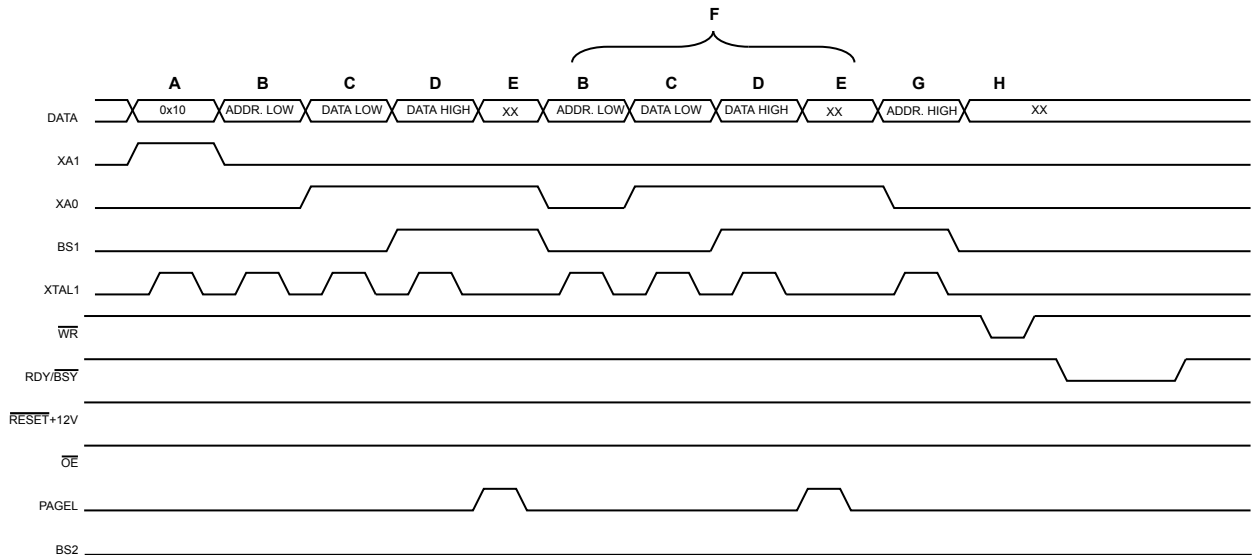 F
A B C D E B C D E G H
DATA 0x10 ADDR. LOW DATA LOW DATA HIGH XX ADDR. LOW DATA LOW DATA HIGH XX ADDR. HIGH XX
XA1
XA0
BS1
XTAL1
WR
RDY/BSY
RESET+12V
OE
PAGEL
BS2